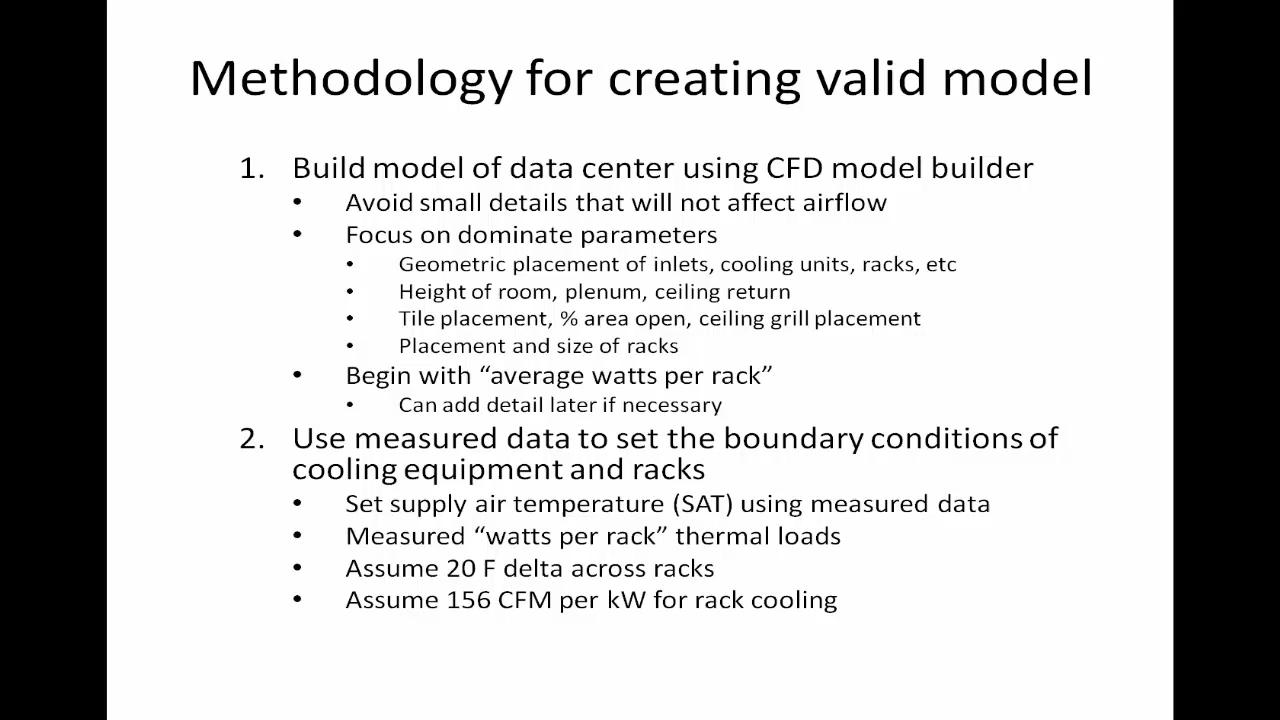 Methodology for creating valid model
1. Build model of data center using CFD model builder
• Avoid small details that will not affect airflow
• Focus on dominate parameters
• Geometric placement of inlets, cooling units, racks, etc
• Height of room, plenum, ceiling return
• Tile placement, % area open, ceiling grill placement
• Placement and size of racks
• Begin with “average watts per rack”
• Can add detail later if necessary
2. Use measured data to set the boundary conditions of
cooling equipment and racks
• Set supply air temperature (SAT) using measured data
• Measured “watts per rack” thermal loads
• Assume 20 F delta across racks
• Assume 156 CFM per kW for rack cooling